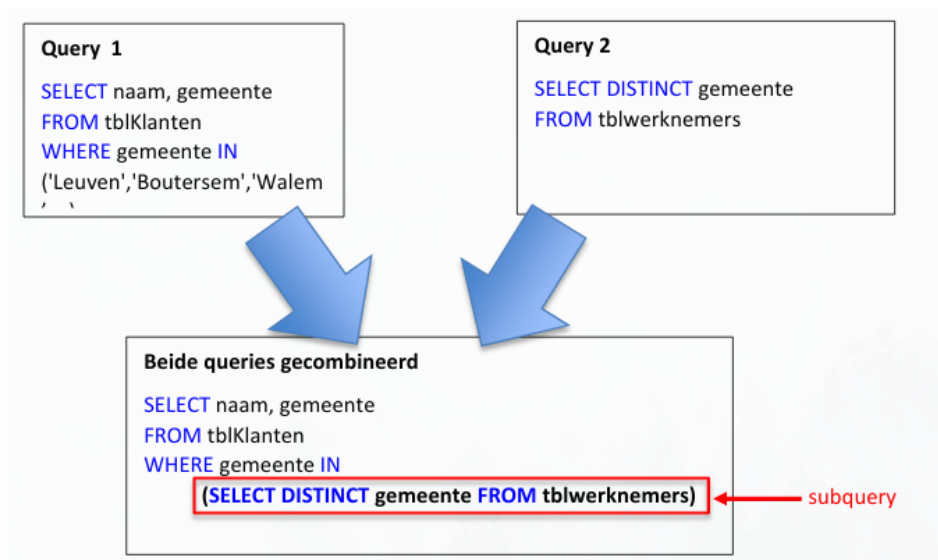 Query 1
SELECT naam, gemeente
FROM tblKlanten
WHERE gemeente IN
('Leuven','Boutersem','Walem
Query 2
SELECT DISTINCT gemeente
FROM tblwerknemers
Beide queries gecombineerd
SELECT naam, gemeente
FROM tblKlanten
WHERE gemeente IN
(SELECT DISTINCT gemeente FROM tblwerknemers)
subquery